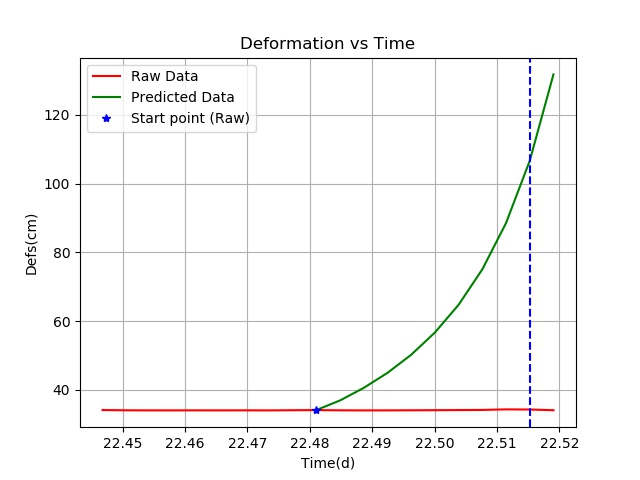 Deformation vs Time
Raw Data
Predicted Data
Start point (Raw)
Defs(cm)
120
100
80
60
40
22.45 22.46 22.47 22.48 22.49 22.50 22.51 22.52
Time(d)